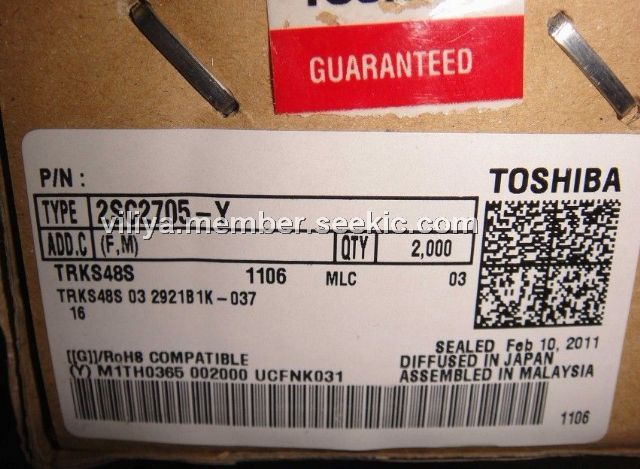 GUARANTEED
P/N :
TOSHIBA
TYPE 2SC2705-Y
viliya.member.seekic.com
ADD.C (F,M) QTY 2,000
TRKS48S 1106 MLC 03
TRKS48S 03 2921B1K-037
16
SEALED Feb 10, 2011
[[G]]/RoHS COMPATIBLE DIFFUSED IN JAPAN
(Y) M1TH0365 002000 UCFNK031 ASSEMBLED IN MALAYSIA
1106